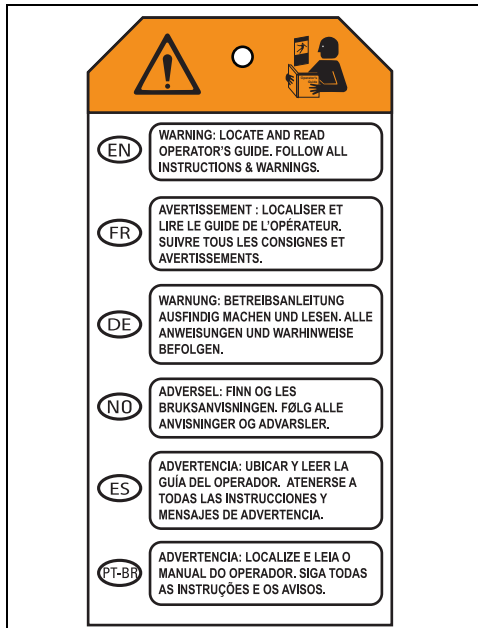 EN
WARNING: LOCATE AND READ
OPERATOR'S GUIDE. FOLLOW ALL
INSTRUCTIONS & WARNINGS.
FR
AVERTISSEMENT : LOCALISER ET
LIRE LE GUIDE DE L'OPÉRATEUR.
SUIVRE TOUS LES CONSIGNES ET
AVERTISSEMENTS.
DE
WARNUNG: BETREIBSANLEITUNG
AUSFINDIG MACHEN UND LESEN. ALLE
ANWEISUNGEN UND WARHINWEISE
BEFOLGEN.
NO
ADVERSEL: FINN OG LES
BRUKSANVISNINGEN. FØLG ALLE
ANVISNINGER OG ADVARSLER.
ES
ADVERTENCIA: UBICAR Y LEER LA
GUÍA DEL OPERADOR. ATENERSE A
TODAS LAS INSTRUCCIONES Y
MENSAJES DE ADVERTENCIA.
PT-BR
ADVERTENCIA: LOCALIZE E LEIA O
MANUAL DO OPERADOR. SIGA TODAS
AS INSTRUÇÕES E OS AVISOS.